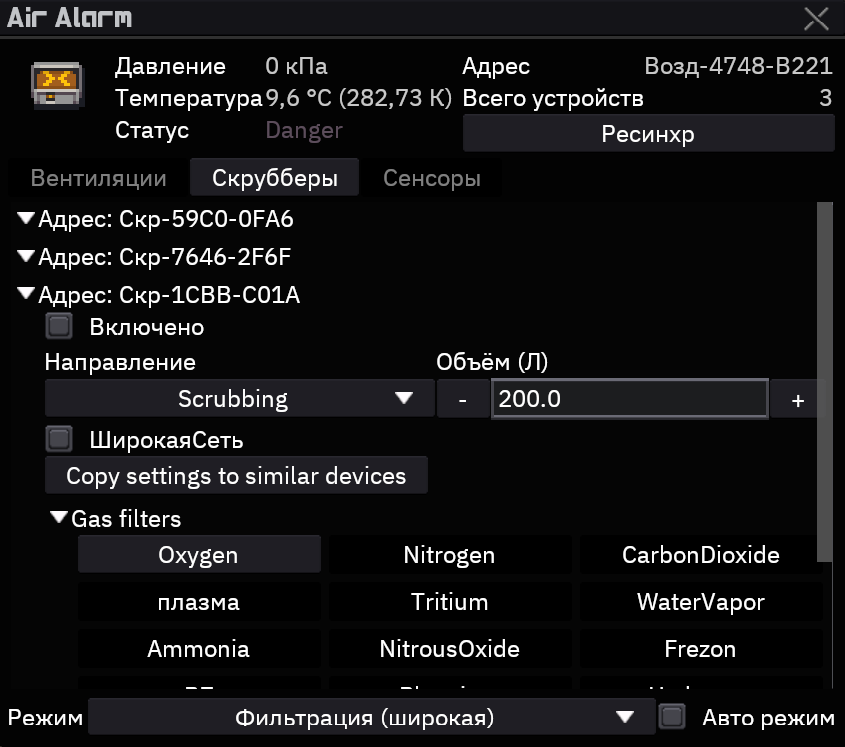 Air Alarm
Давление 0 кПа
Температура 9,6 °C (282,73 K)
Статус Danger
Адрес Возд-4748-B221
Всего устройств 3
Ресинхр
Вентиляции Скрубберы Сенсоры
Адрес: Скр-59C0-0FA6
Адрес: Скр-7646-2F6F
Адрес: Скр-1CBB-C01A
Включено
Направление Объём (Л)
Scrubbing - 200.0 +
ШирокаяСеть
Copy settings to similar devices
Gas filters
Oxygen Nitrogen CarbonDioxide
плазма Tritium WaterVapor
Ammonia NitrousOxide Frezon
Режим Фильтрация (широкая) Авто режим